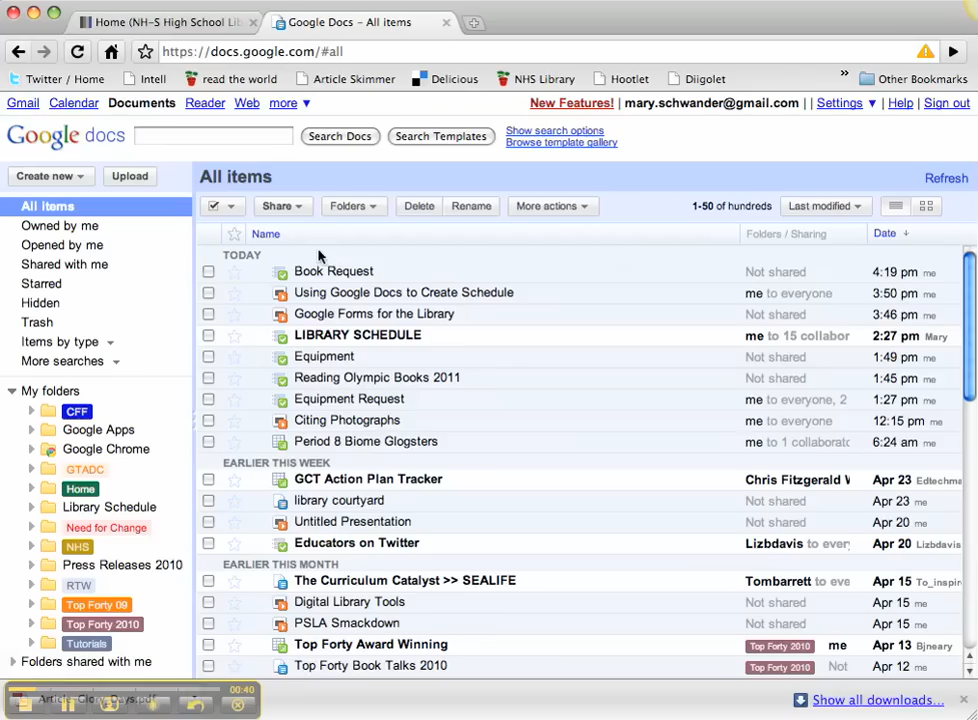 Home (NH-S High School Lib
Google Docs - All items
https://docs.google.com/#all
Twitter / Home Intell read the world Article Skimmer Delicious NHS Library Hootlet Diigolet » Other Bookmarks
Gmail Calendar Documents Reader Web more ▼ New Features! | mary.schwander@gmail.com | Settings ▼ | Help | Sign out
Google docs Search Docs Search Templates Show search options
Browse template gallery
Create new Upload All items Refresh
All items Share Folders Delete Rename More actions 1-50 of hundreds Last modified
Owned by me
Opened by me
Shared with me
Starred
Hidden
Trash
Items by type
More searches
My folders
CFF
Google Apps
Google Chrome
GTADC
Home
Library Schedule
Need for Change
NHS
Press Releases 2010
RTW
Top Forty 09
Top Forty 2010
Tutorials
Folders shared with me
Name Folders / Sharing Date ↓
TODAY
Book Request Not shared 4:19 pm me
Using Google Docs to Create Schedule me to everyone 3:50 pm me
Google Forms for the Library Not shared 3:46 pm me
LIBRARY SCHEDULE me to 15 collabor 2:27 pm Mary
Equipment Not shared 1:49 pm me
Reading Olympic Books 2011 Not shared 1:45 pm me
Equipment Request me to everyone, 2 1:27 pm me
Citing Photographs me to everyone 12:15 pm me
Period 8 Biome Glogsters me to 1 collaborato 6:24 am me
EARLIER THIS WEEK
GCT Action Plan Tracker Chris Fitzgerald W Apr 23 Edtechma
library courtyard Not shared Apr 23 me
Untitled Presentation Not shared Apr 20 me
Educators on Twitter Lizbdavis to every Apr 20 Lizbdavis
EARLIER THIS MONTH
The Curriculum Catalyst >> SEALIFE Tombarrett to eve Apr 15 To_inspire
Digital Library Tools Not shared Apr 15 me
PSLA Smackdown Not shared Apr 15 me
Top Forty Award Winning Top Forty 2010 me Apr 13 Bjneary
Top Forty Book Talks 2010 Top Forty 2010 Not Apr 12 me
00:40
Show all downloads...